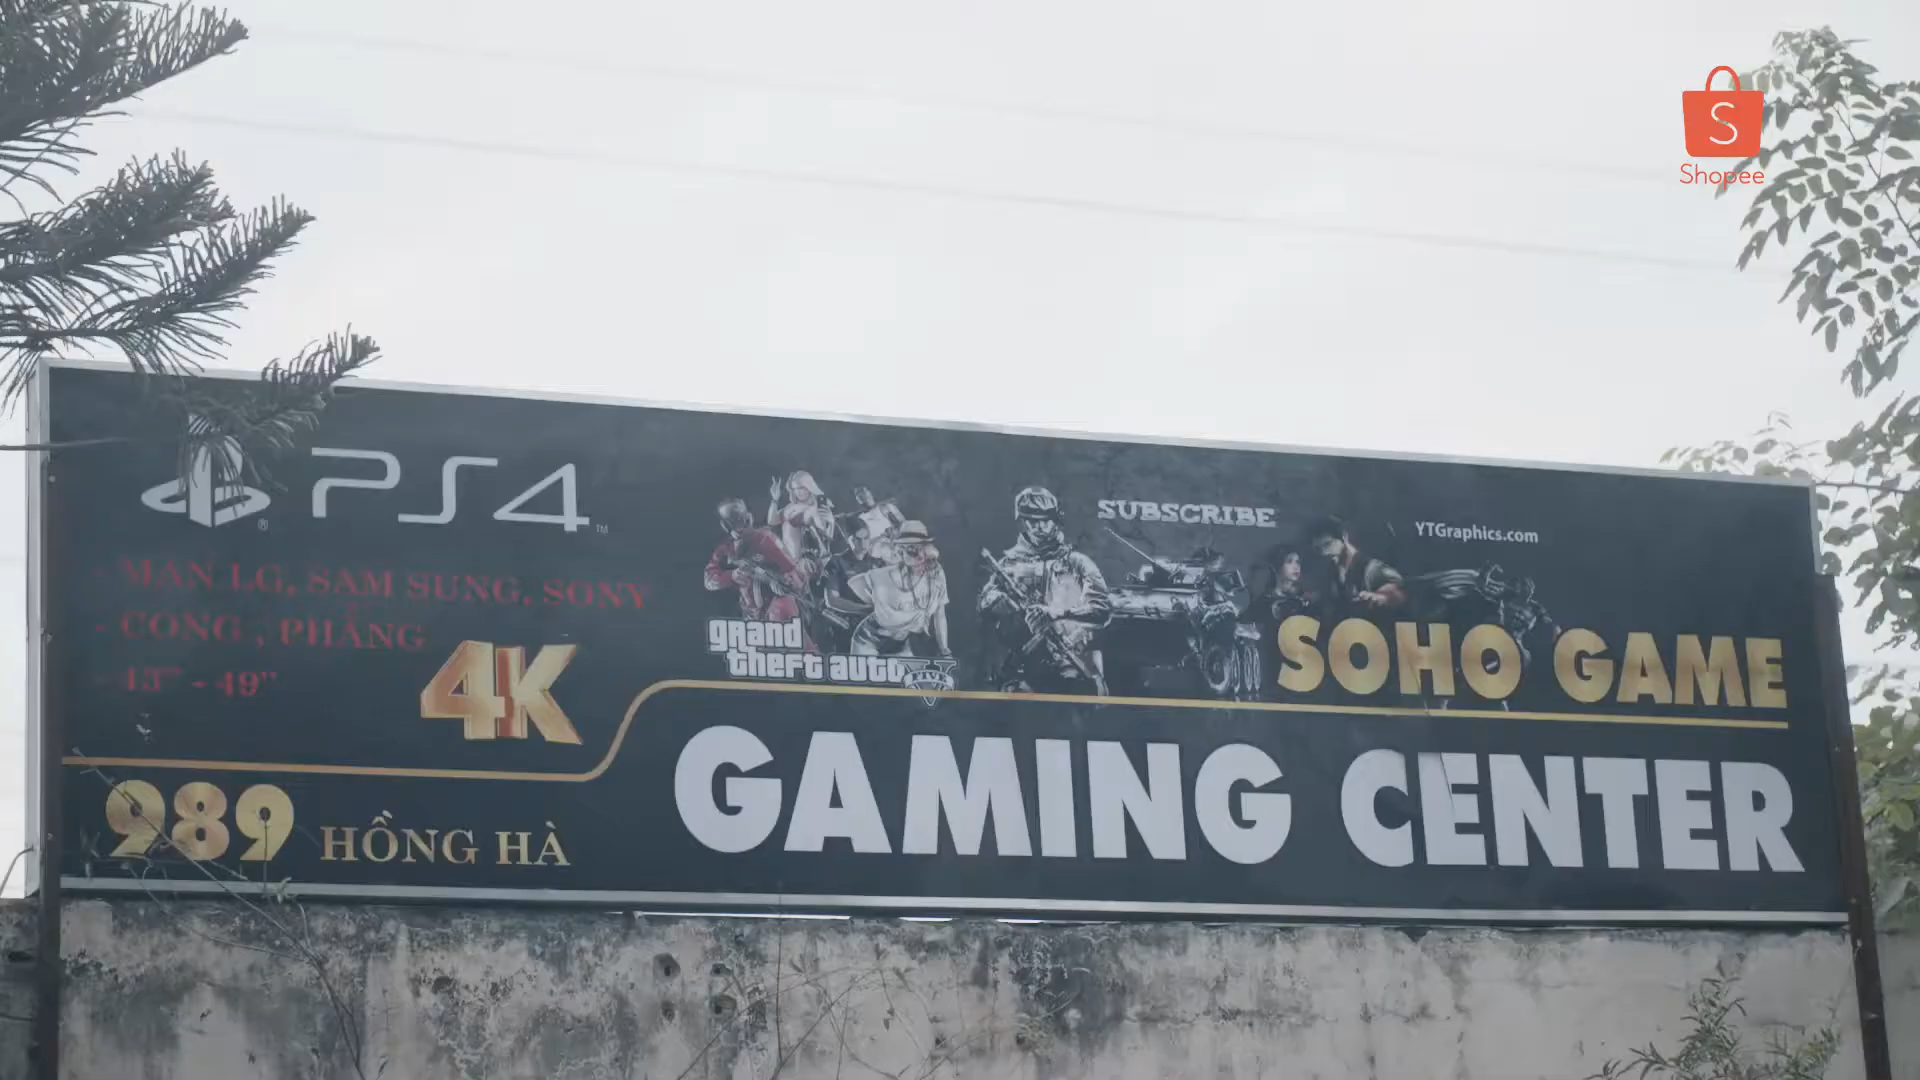 Shopee
PS4
- MÀN LG, SAM SUNG, SONY
- CONG , PHẲNG
- 43" - 49"
4K
989 HỒNG HÀ
grand
theft auto
FIVE
SUBSCRIBE
YTGraphics.com
SOHO GAME
GAMING CENTER